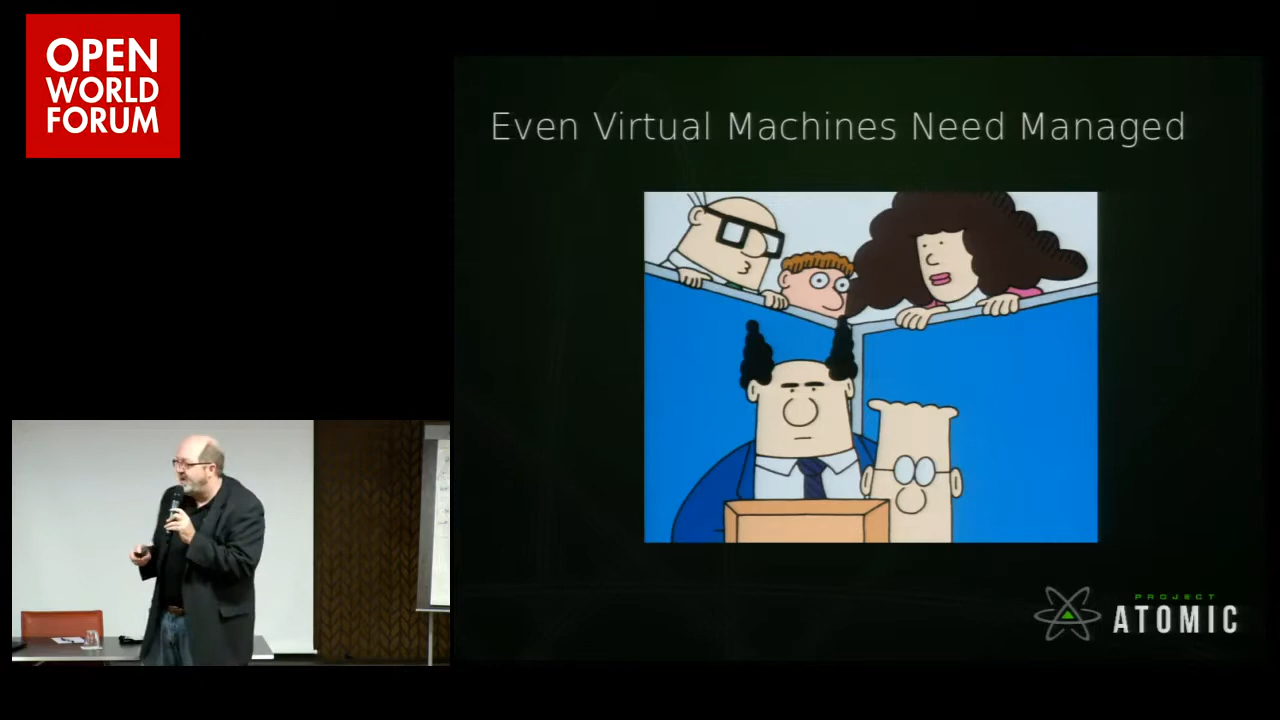 OPEN
WORLD
FORUM
Even Virtual Machines Need Managed
PROJECT
ATOMIC